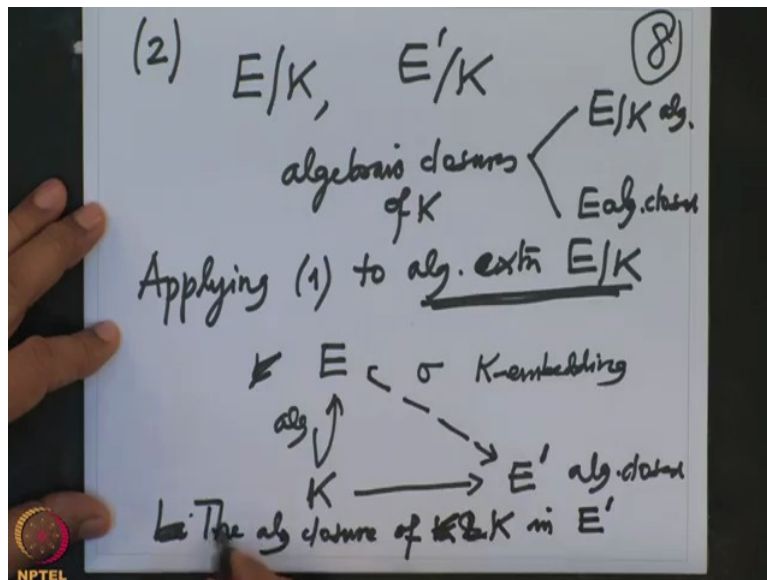 (2) E/K, E'/K (8)
algebraic closures of K
E/K alg.
E alg. closed
Applying (1) to alg. extn E/K
E σ K-embedding
alg
K E' alg. closed
The alg closure of K in E'
NPTEL